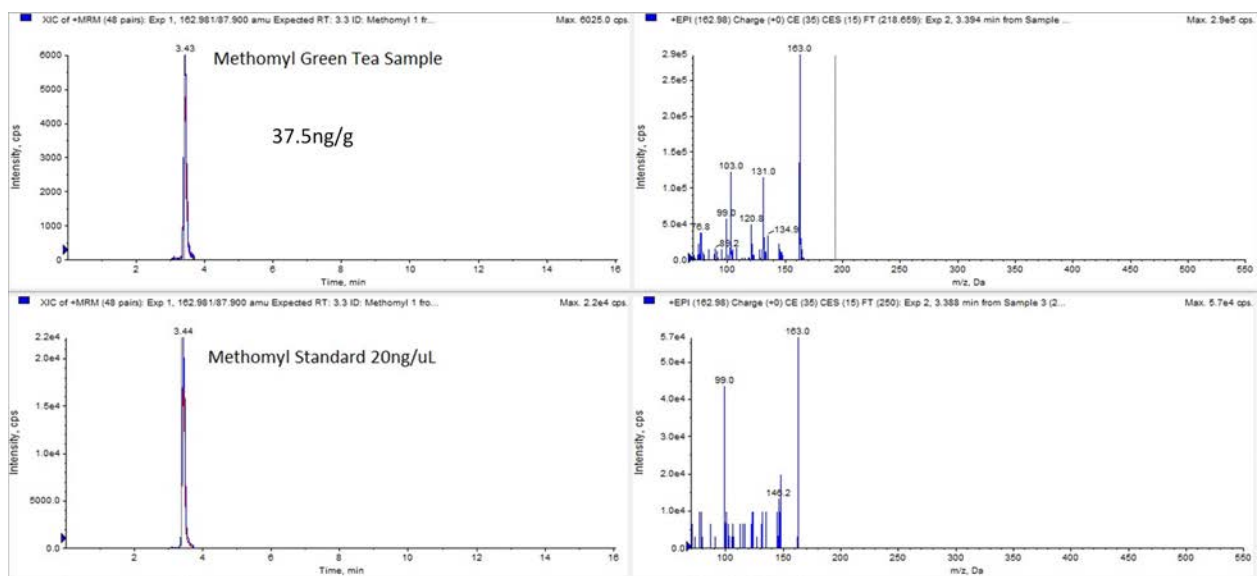 XIC of +MRM (48 pairs): Exp 1, 162.981/87.900 amu Expected RT: 3.3 ID: Methomyl 1 fr... Max. 6025.0 cps.
3.43
Methomyl Green Tea Sample
37.5ng/g
6000
5000
4000
3000
2000
1000
0
Intensity, cps
2 4 6 8 10 12 14 16
Time, min
+EPI (162.98) Charge (+0) CE (35) CES (15) FT (218.659): Exp 2, 3.394 min from Sample ... Max. 2.9e5 cps.
2.9e5
2.5e5
2.0e5
1.5e5
1.0e5
5.0e4
0.0
Intensity, cps
163.0
103.0
131.0
99.0
120.8
76.8
134.9
89.2
100 150 200 250 300 350 400 450 500 550
m/z, Da
XIC of +MRM (48 pairs): Exp 1, 162.981/87.900 amu Expected RT: 3.3 ID: Methomyl 1 fro... Max. 2.2e4 cps.
3.44
Methomyl Standard 20ng/uL
2.2e4
2.0e4
1.5e4
1.0e4
5000.0
0.0
Intensity, cps
2 4 6 8 10 12 14 16
Time, min
+EPI (162.98) Charge (+0) CE (35) CES (15) FT (250): Exp 2, 3.388 min from Sample 3 (2... Max. 5.7e4 cps.
5.7e4
5.0e4
4.0e4
3.0e4
2.0e4
1.0e4
0.0
Intensity, cps
163.0
99.0
146.2
100 150 200 250 300 350 400 450 500 550
m/z, Da